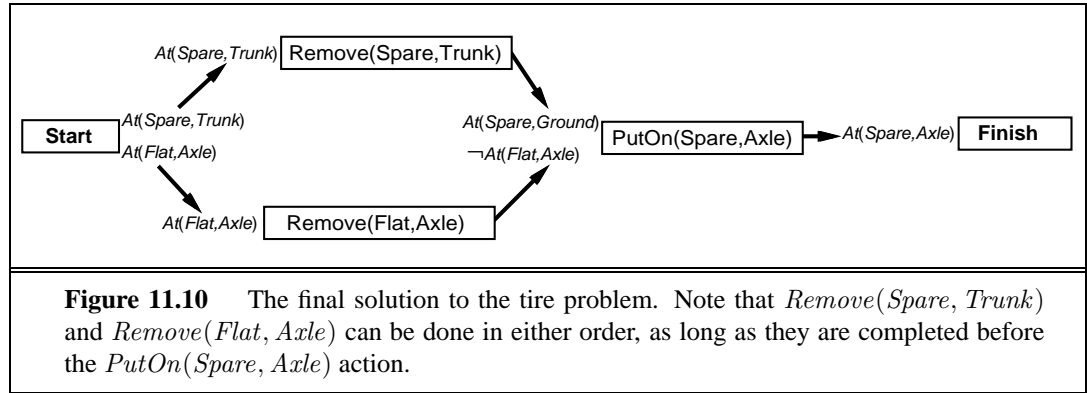 At(Spare,Trunk) Remove(Spare,Trunk)
Start
At(Spare,Trunk)
At(Flat,Axle)
At(Spare,Ground)
¬At(Flat,Axle)
PutOn(Spare,Axle) At(Spare,Axle) Finish
At(Flat,Axle) Remove(Flat,Axle)
Figure 11.10 The final solution to the tire problem. Note that Remove(Spare, Trunk)
and Remove(Flat, Axle) can be done in either order, as long as they are completed before
the PutOn(Spare, Axle) action.